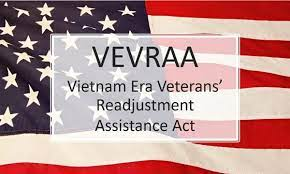 VEVRAA
Vietnam Era Veterans’
Readjustment
Assistance Act